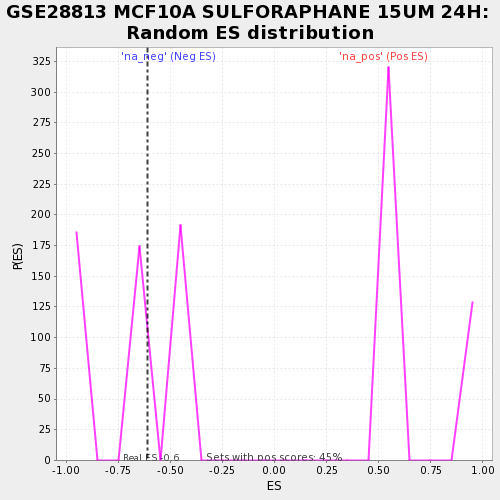 GSE28813 MCF10A SULFORAPHANE 15UM 24H:
Random ES distribution
'na_neg' (Neg ES)
'na_pos' (Pos ES)
325
300
275
250
225
200
175
150
125
100
75
50
25
0
P(ES)
Real ES -0.6
Sets with pos scores: 45%
-1.00 -0.75 -0.50 -0.25 0.00 0.25 0.50 0.75 1.00
ES